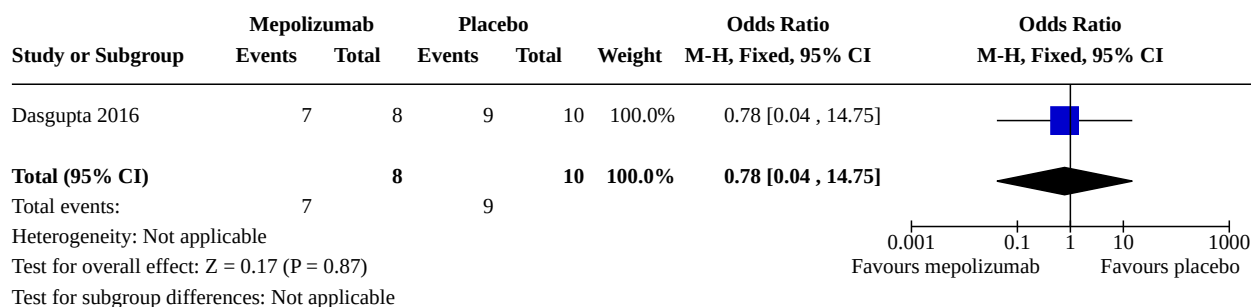 Mepolizumab Placebo Odds Ratio Odds Ratio
Study or Subgroup Events Total Events Total Weight M-H, Fixed, 95% CI M-H, Fixed, 95% CI
Dasgupta 2016 7 8 9 10 100.0% 0.78 [0.04 , 14.75]
Total (95% CI) 8 10 100.0% 0.78 [0.04 , 14.75]
Total events: 7 9
Heterogeneity: Not applicable 0.001 0.1 1 10 1000
Test for overall effect: Z = 0.17 (P = 0.87) Favours mepolizumab Favours placebo
Test for subgroup differences: Not applicable